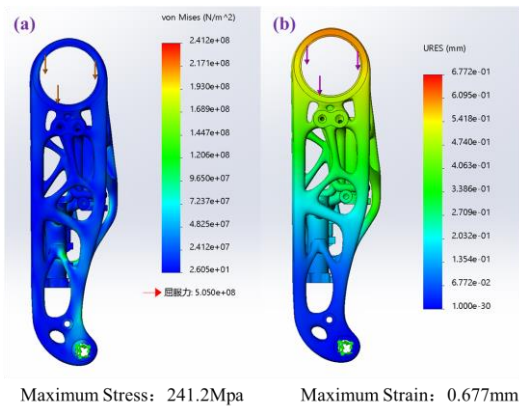 (a)
von Mises (N/m^2)
2.412e+08
2.171e+08
1.930e+08
1.689e+08
1.447e+08
1.206e+08
9.650e+07
7.237e+07
4.825e+07
2.412e+07
2.605e+01
屈服力: 5.050e+08
(b)
URES (mm)
6.772e-01
6.095e-01
5.418e-01
4.740e-01
4.063e-01
3.386e-01
2.709e-01
2.032e-01
1.354e-01
6.772e-02
1.000e-30
Maximum Stress：241.2Mpa
Maximum Strain：0.677mm